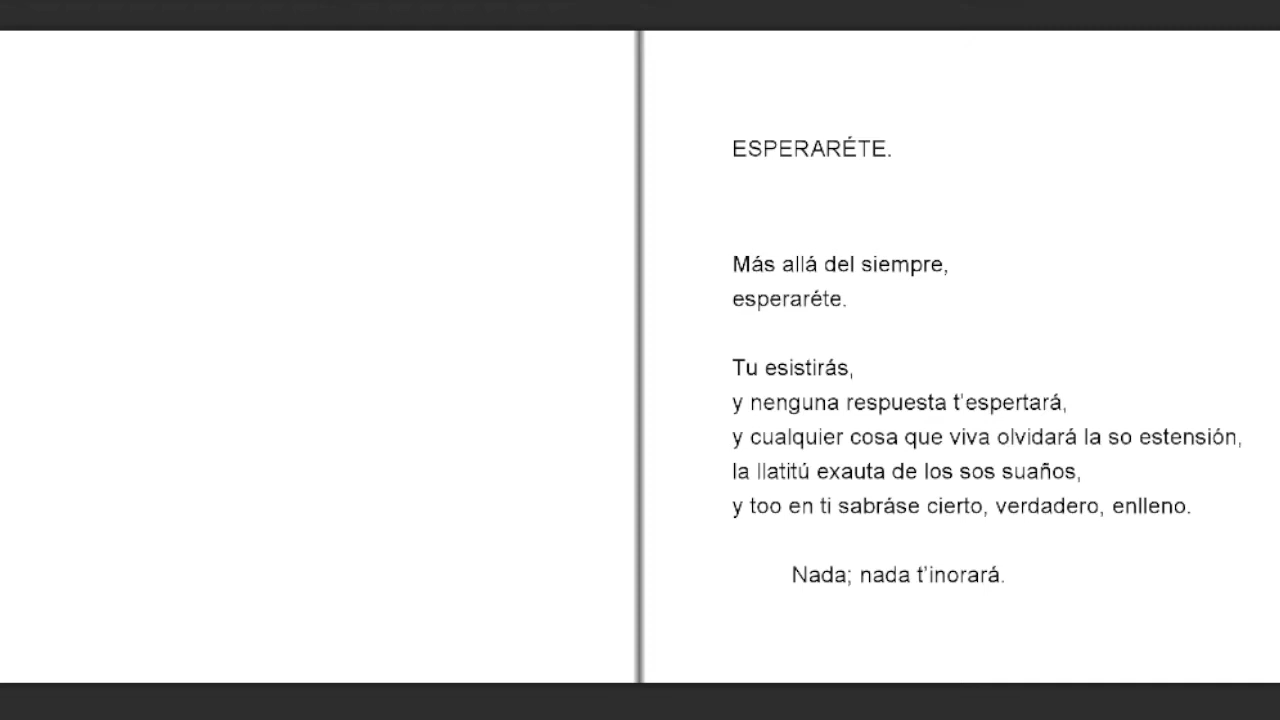 ESPERARÉTE.
Más allá del siempre,
esperaréte.
Tu esistirás,
y nenguna respuesta t'espertará,
y cualquier cosa que viva olvidará la so estensión,
la llatitú exauta de los sos suaños,
y too en ti sabráse cierto, verdadero, enlleno.
Nada; nada t'inorará.